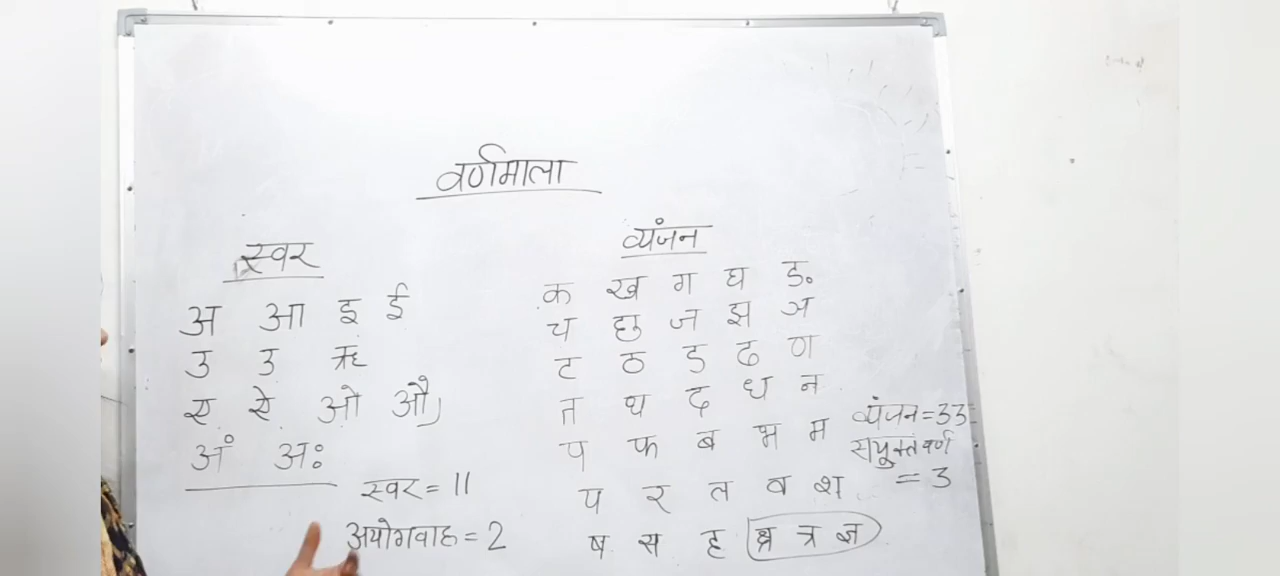 वर्णमाला
स्वर
अ आ इ ई
उ उ ऋ
ए ऐ ओ औ
अं अः
स्वर = 11
अयोगवाह = 2
व्यंजन
क ख ग घ ड.
च छ ज झ ञ
ट ठ ड ढ ण
त थ द ध न
प फ ब भ म
य र ल व श
ष स ह क्ष त्र ज्ञ
व्यंजन = 33
संयुक्त वर्ण
= 3